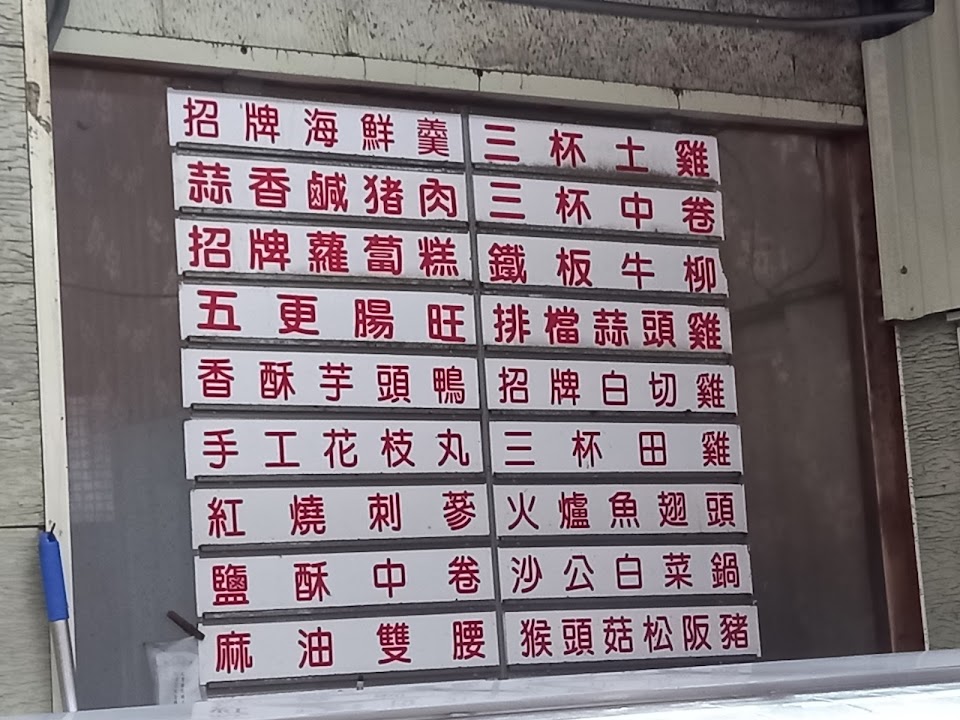 招牌海鮮羹
蒜香鹹猪肉
招牌蘿蔔糕
五更腸旺
香酥芋頭鴨
手工花枝丸
紅燒刺蔘
鹽酥中卷
麻油雙腰
三杯土雞
三杯中卷
鐵板牛柳
排檔蒜頭雞
招牌白切雞
三杯田雞
火爐魚翅頭
沙公白菜鍋
猴頭菇松阪豬